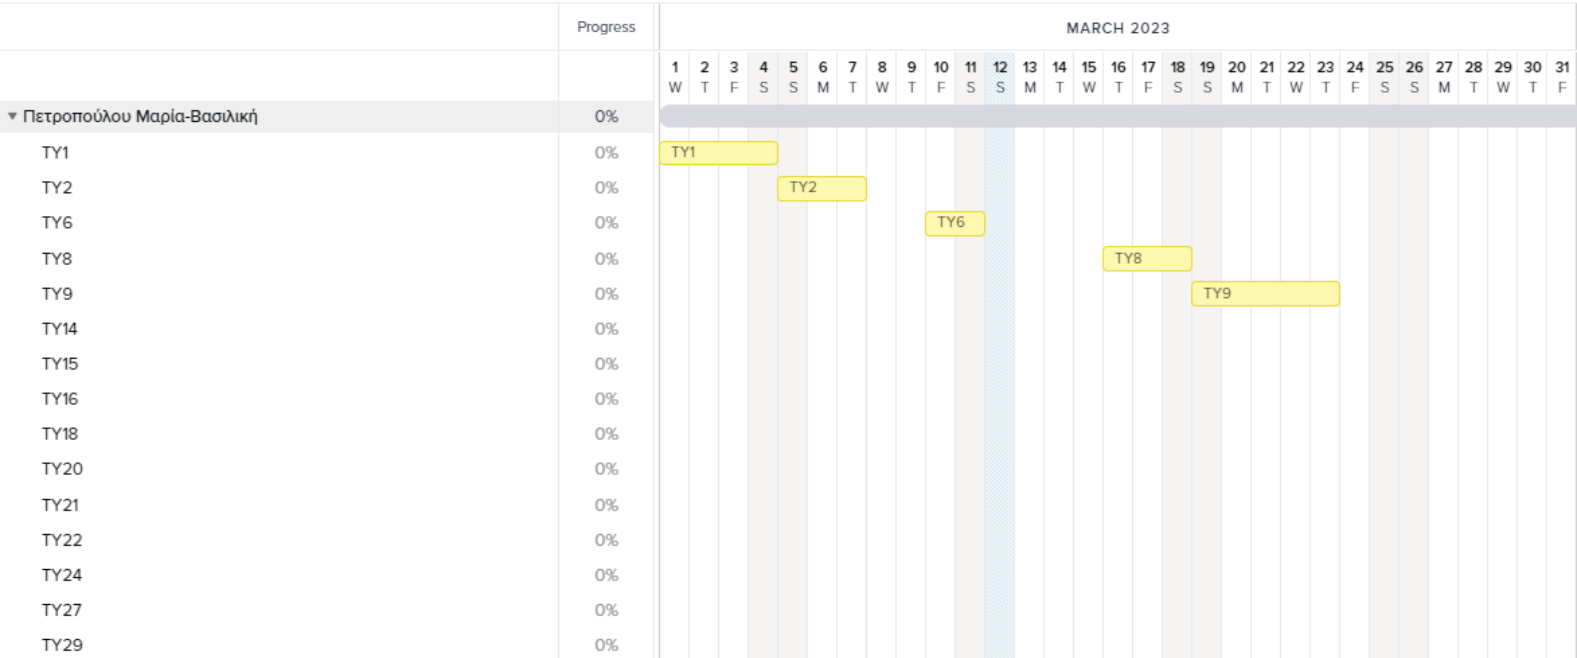 Progress MARCH 2023
1 2 3 4 5 6 7 8 9 10 11 12 13 14 15 16 17 18 19 20 21 22 23 24 25 26 27 28 29 30 31
W T F S S M T W T F S S M T W T F S S M T W T F S S M T W T F
Πετροπούλου Μαρία-Βασιλική 0%
TY1 0% TY1
TY2 0% TY2
TY6 0% TY6
TY8 0% TY8
TY9 0% TY9
TY14 0%
TY15 0%
TY16 0%
TY18 0%
TY20 0%
TY21 0%
TY22 0%
TY24 0%
TY27 0%
TY29 0%